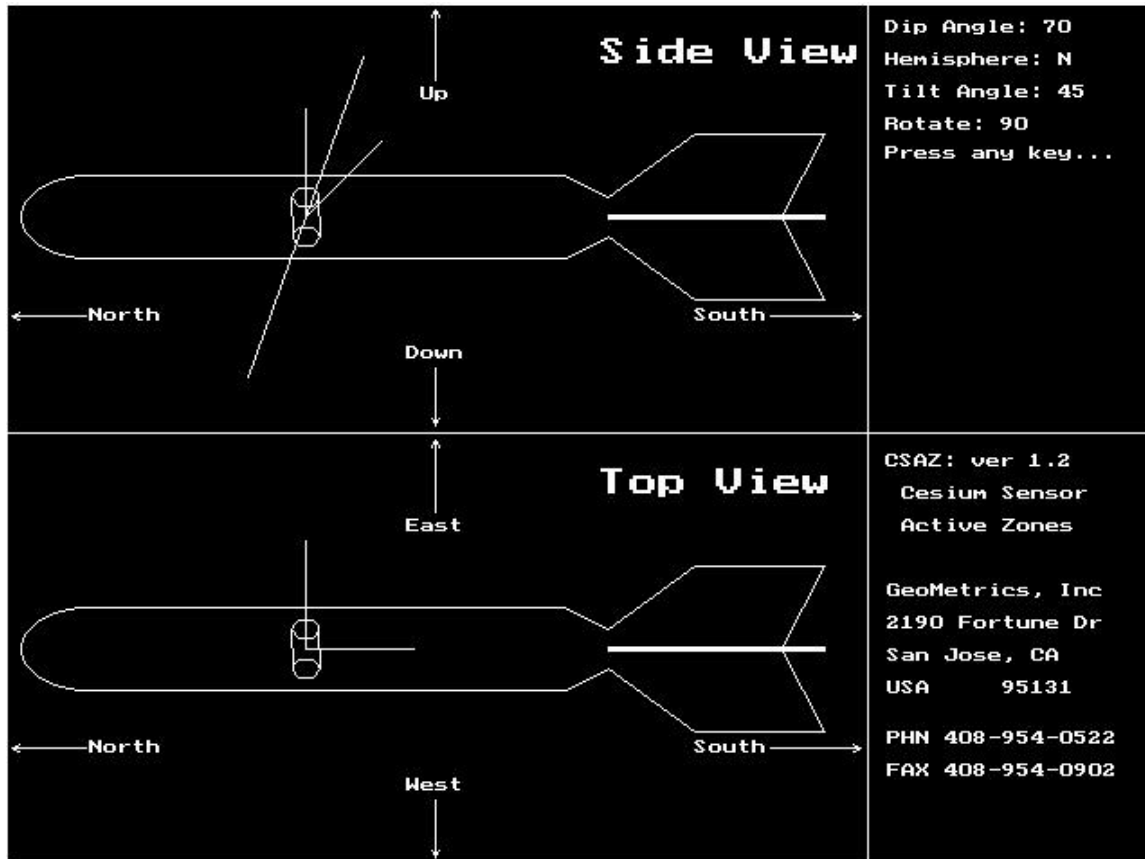 Side View
Up
North
South
Down
Dip Angle: 70
Hemisphere: N
Tilt Angle: 45
Rotate: 90
Press any key...
Top View
East
North
South
West
CSAZ: ver 1.2
Cesium Sensor
Active Zones
GeoMetrics, Inc
2190 Fortune Dr
San Jose, CA
USA 95131
PHN 408-954-0522
FAX 408-954-0902